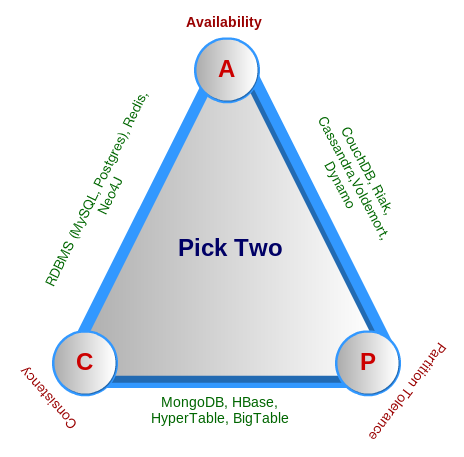 Availability
A
RDBMS (MySQL, Postgres), Redis,
Neo4J
CouchDB, Riak,
Cassandra,Voldemort,
Dynamo
Pick Two
C
P
Consistency
Partition Tolerance
MongoDB, HBase,
HyperTable, BigTable